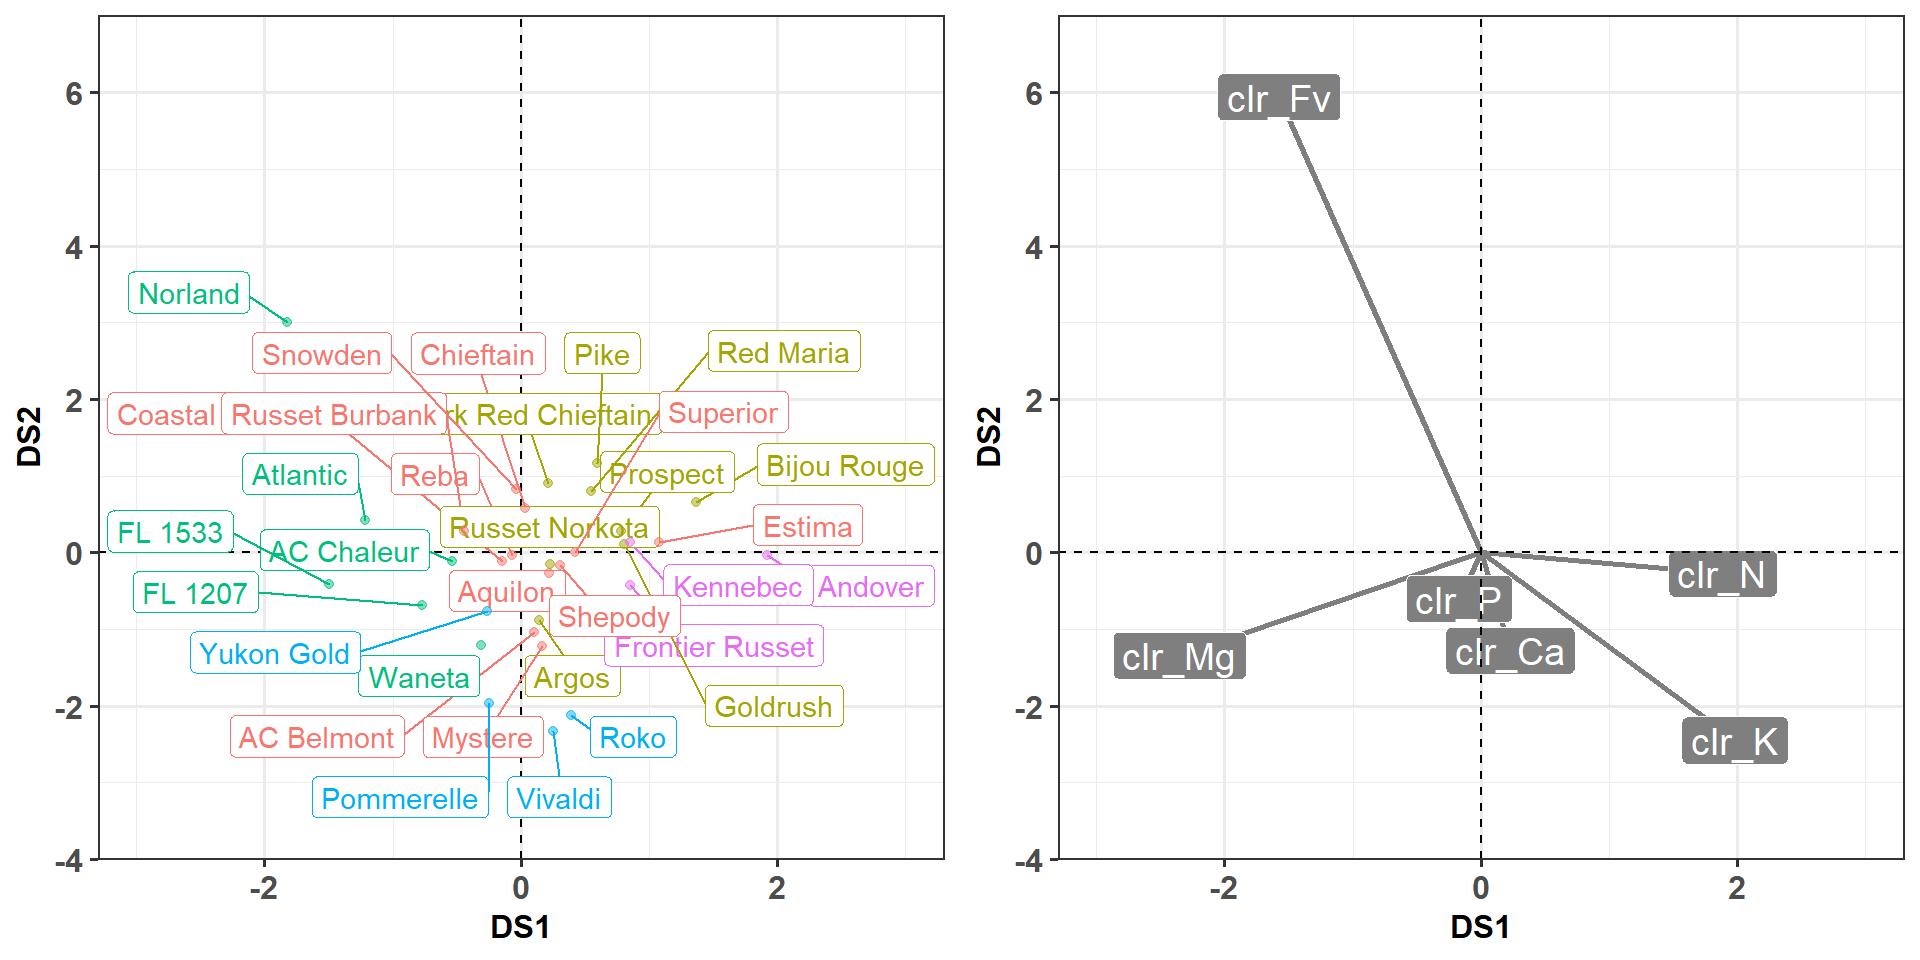 6
4
2
0
-2
-4
DS2
Norland
Snowden
Chieftain
Pike
Red Maria
Coastal
Russet Burbank
rk Red Chieftain
Superior
Atlantic
Reba
Prospect
Bijou Rouge
FL 1533
AC Chaleur
Russet Norkota
Estima
FL 1207
Aquilon
Kennebec
Andover
Shepody
Yukon Gold
Frontier Russet
Waneta
Argos
Goldrush
AC Belmont
Mystere
Roko
Pommerelle
Vivaldi
-2
0
2
DS1
6
4
2
0
-2
-4
DS2
clr_Fv
clr_N
clr_P
clr_Mg
clr_Ca
clr_K
-2
0
2
DS1